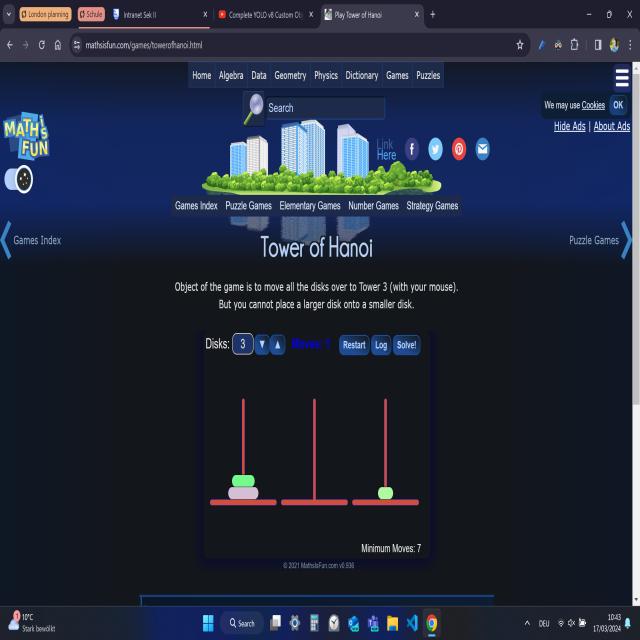 London planning
Schule
Intranet Sek II
Complete YOLO v8 Custom Ob
Play Tower of Hanoi
mathsisfun.com/games/towerofhanoi.html
Home Algebra Data Geometry Physics Dictionary Games Puzzles
Search
We may use Cookies OK
Hide Ads | About Ads
MATH IS FUN
Link Here
Games Index Puzzle Games Elementary Games Number Games Strategy Games
Games Index
Puzzle Games
Tower of Hanoi
Object of the game is to move all the disks over to Tower 3 (with your mouse).
But you cannot place a larger disk onto a smaller disk.
Disks: 3 ▼ ▲ Moves: 1 Restart Log Solve!
Minimum Moves: 7
© 2021 MathsIsFun.com v0.936
10°C
Stark bewölkt
Search
DEU
10:43
17/03/2024